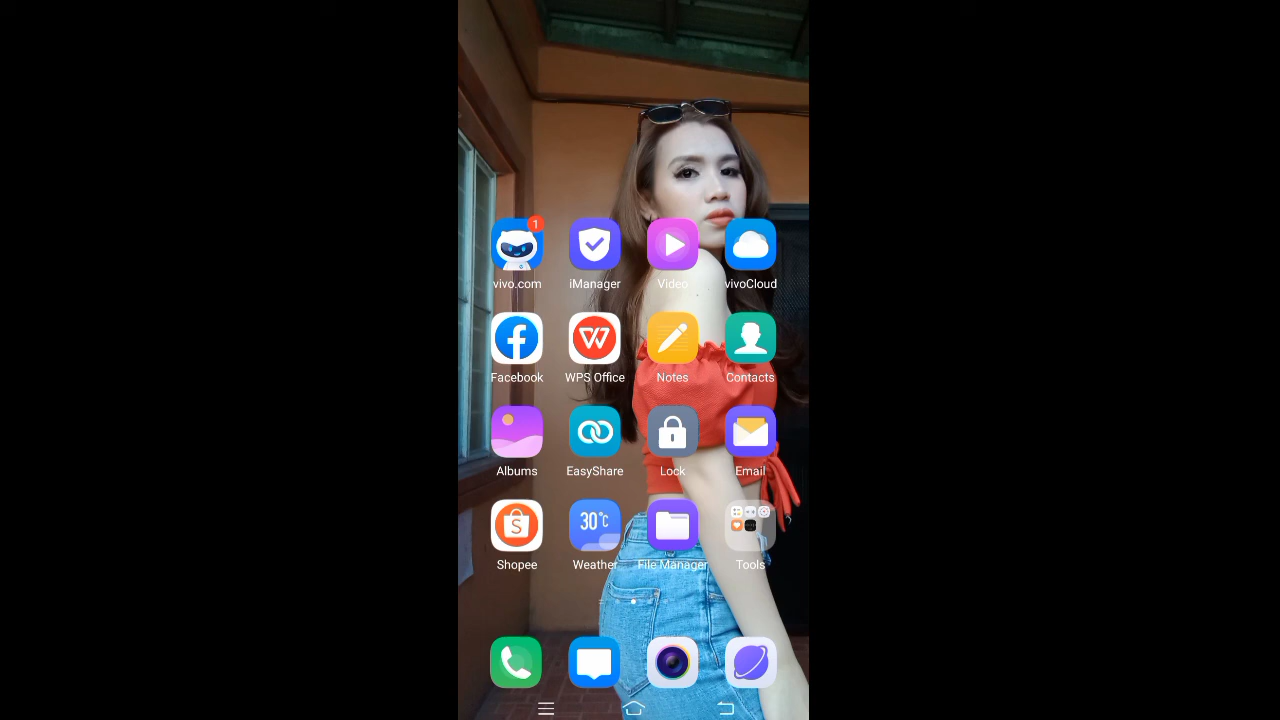 1
vivo.com iManager Video vivoCloud
Facebook WPS Office Notes Contacts
Albums EasyShare Lock Email
30°C
Shopee Weather File Manager Tools